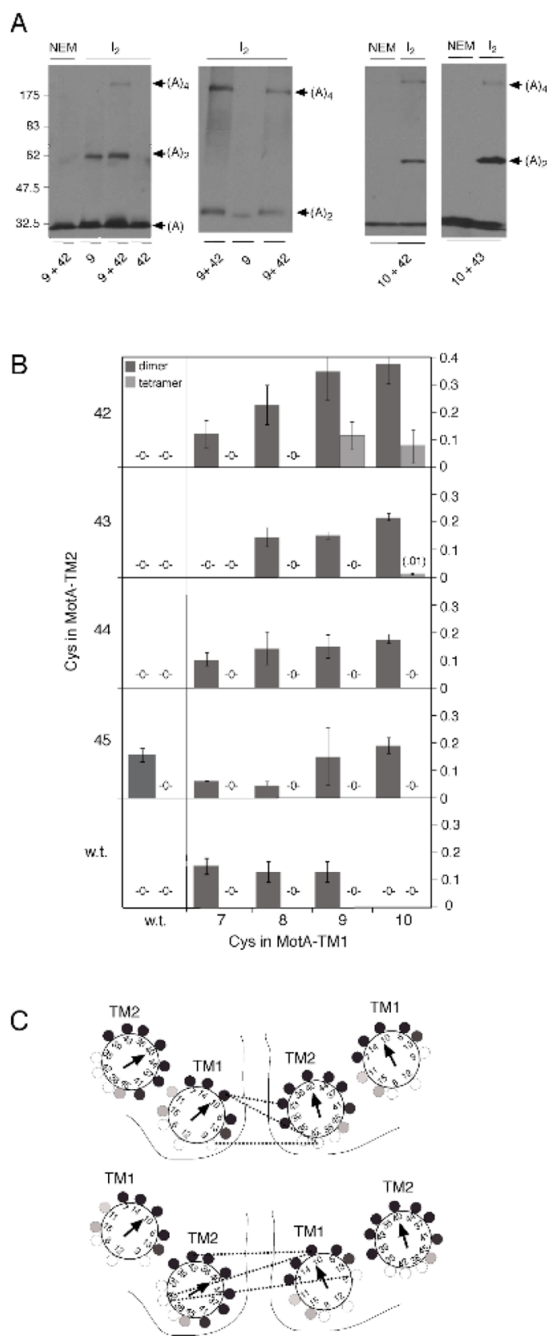 A
NEM I2 I2 NEM I2 NEM I2
175
83
62
47.5
32.5
(A)4
(A)2
(A)
(A)4
(A)2
(A)4
(A)2
9 + 42 9 9 + 42 42
9+ 42 9 9+ 42
10 + 42 10 + 43
B
dimer
tetramer
42
-0- -0- -0- -0-
0.4
0.3
0.2
0.1
0
43
-0- -0- -0- -0- -0- -0- (.01)
0.3
0.2
0.1
0
44
-0- -0- -0- -0- -0- -0-
0.3
0.2
0.1
0
45
-0- -0- -0- -0- -0-
0.3
0.2
0.1
0
w.t.
-0- -0- -0- -0- -0- -0- -0-
0.3
0.2
0.1
0
Cys in MotA-TM2
w.t. 7 8 9 10
Cys in MotA-TM1
C
TM2 TM1 TM2 TM1
TM1 TM2 TM1 TM2